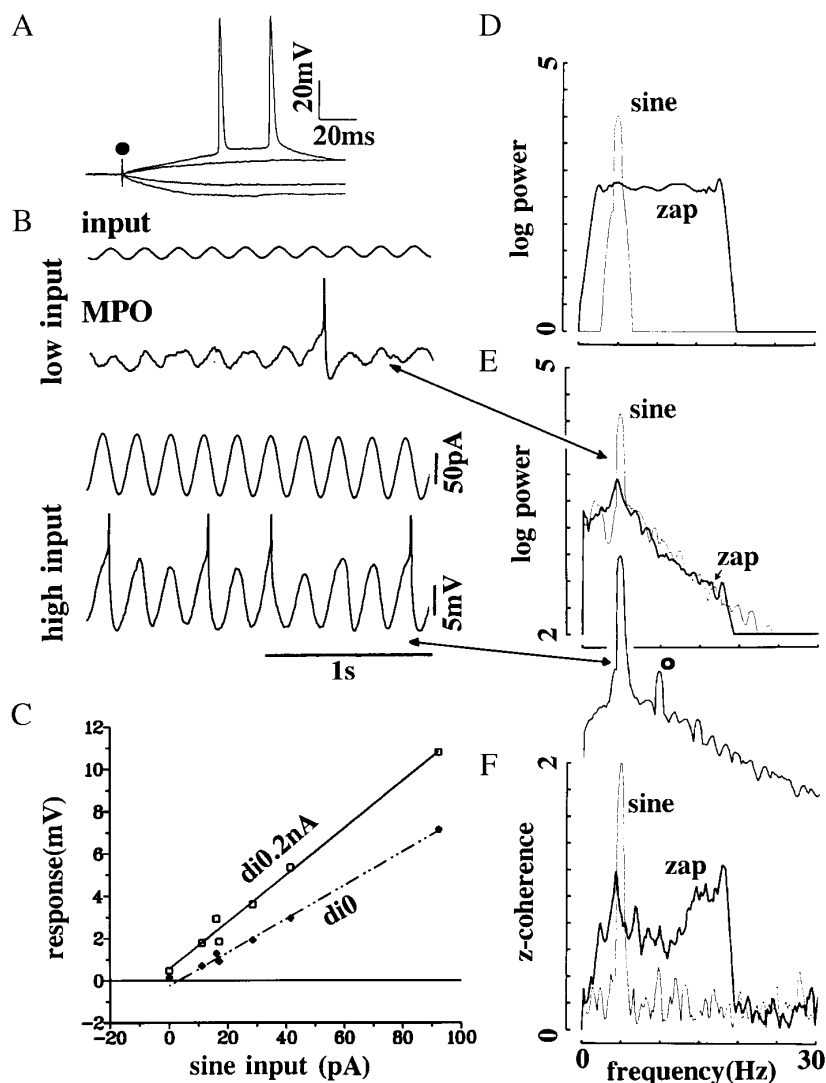 A
20mV
20ms
B
input
low input
MPO
50pA
high input
5mV
1s
C
12
10
8
6
4
2
0
-2
response(mV)
di0.2nA
di0
-20
0
20
40
60
80
100
sine input (pA)
D
5
sine
zap
log power
0
E
5
sine
zap
log power
2
o
F
2
sine
zap
z-coherence
0
0
30
frequency(Hz)